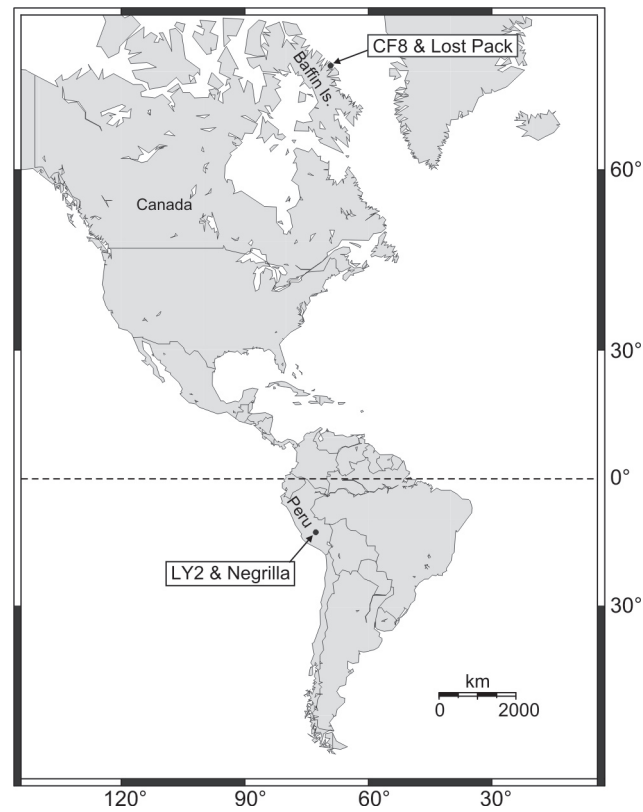 CF8 & Lost Pack
Baffin Is.
60°
Canada
30°
0°
Peru
LY2 & Negrilla
30°
km
0 2000
120° 90° 60° 30°